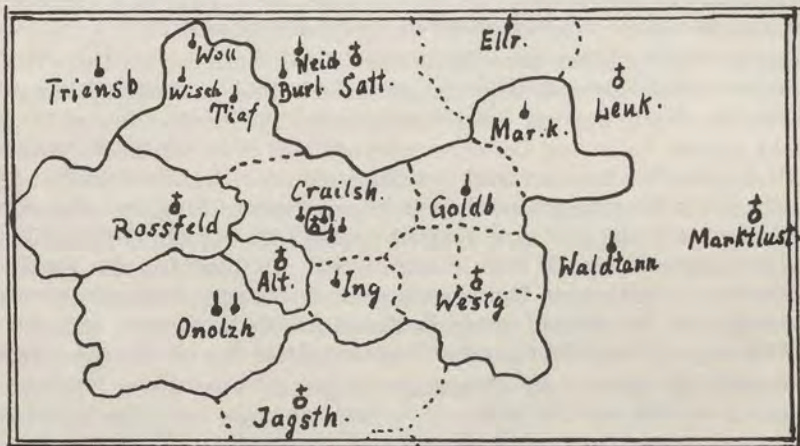 Ellr.
Woll
Neid
Triensb
Wisch
Burl Satt.
Tiaf
Leuk.
Mar.k.
Crailsh.
Goldb
Rossfeld
Marktlust.
Waldtann
Alt.
Ing
Westg
Onolzh
Jagsth.